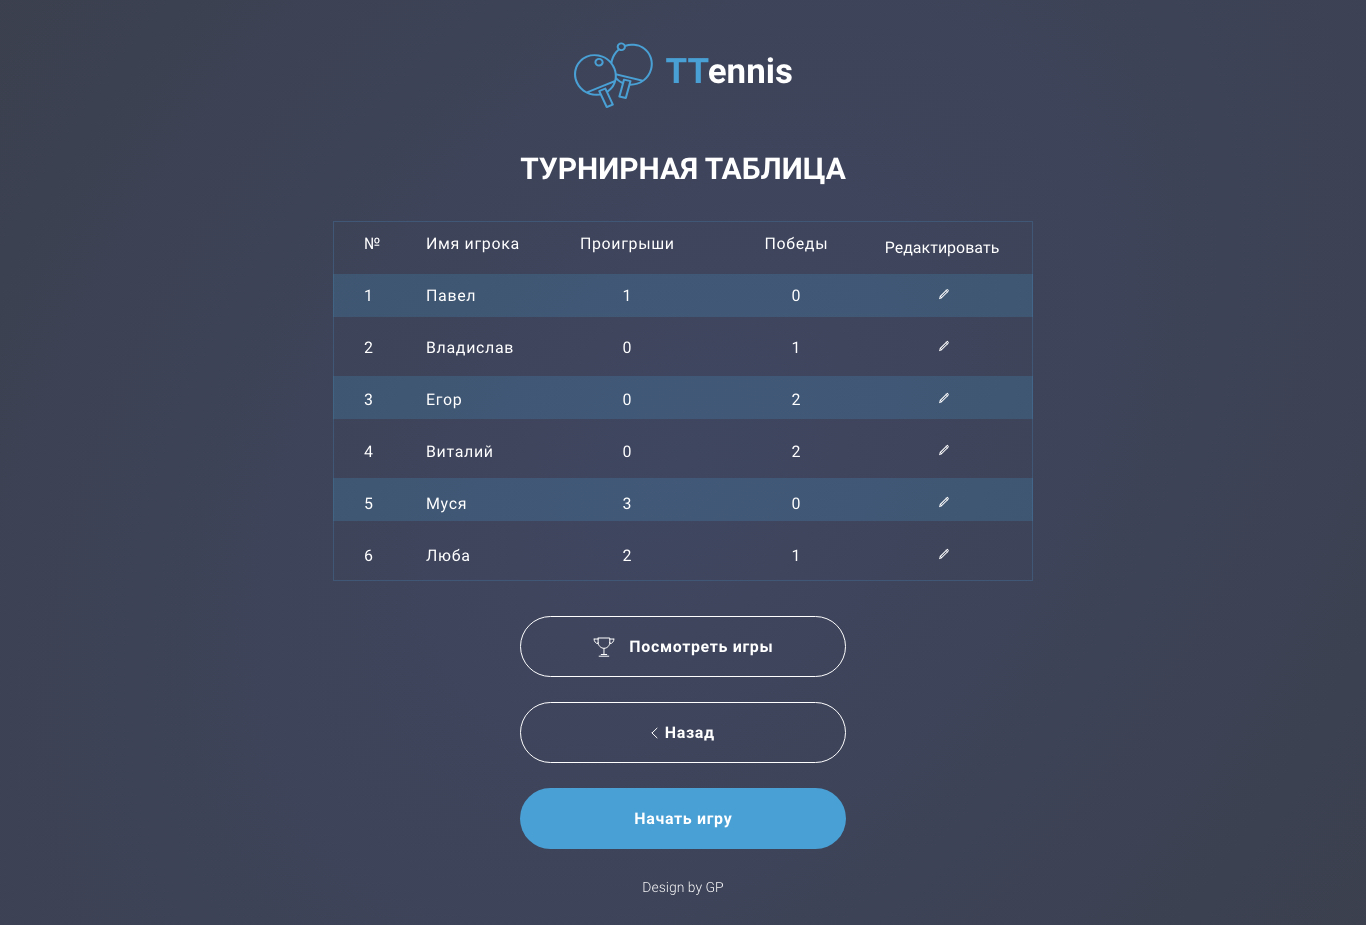 TTennis
ТУРНИРНАЯ ТАБЛИЦА
№ Имя игрока Проигрыши Победы Редактировать
1 Павел 1 0
2 Владислав 0 1
3 Егор 0 2
4 Виталий 0 2
5 Муся 3 0
6 Люба 2 1
Посмотреть игры
Назад
Начать игру
Design by GP